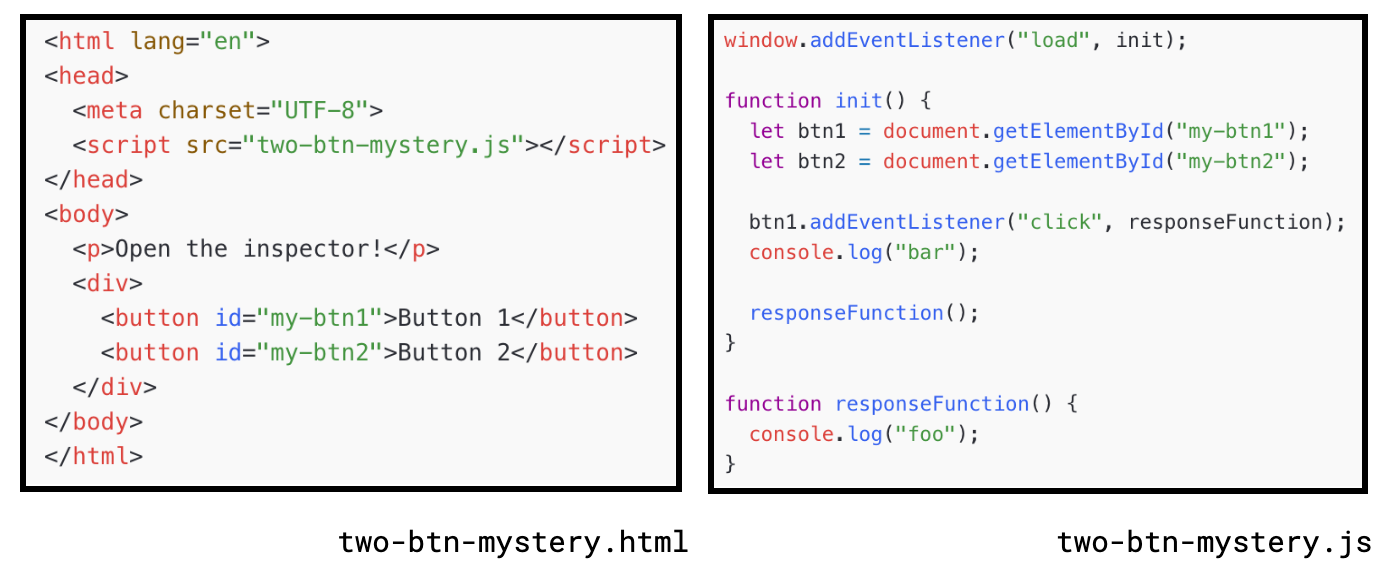 <html lang="en">
<head>
  <meta charset="UTF-8">
  <script src="two-btn-mystery.js"></script>
</head>
<body>
  <p>Open the inspector!</p>
  <div>
    <button id="my-btn1">Button 1</button>
    <button id="my-btn2">Button 2</button>
  </div>
</body>
</html>
two-btn-mystery.html
window.addEventListener("load", init);

function init() {
  let btn1 = document.getElementById("my-btn1");
  let btn2 = document.getElementById("my-btn2");

  btn1.addEventListener("click", responseFunction);
  console.log("bar");

  responseFunction();
}

function responseFunction() {
  console.log("foo");
}
two-btn-mystery.js